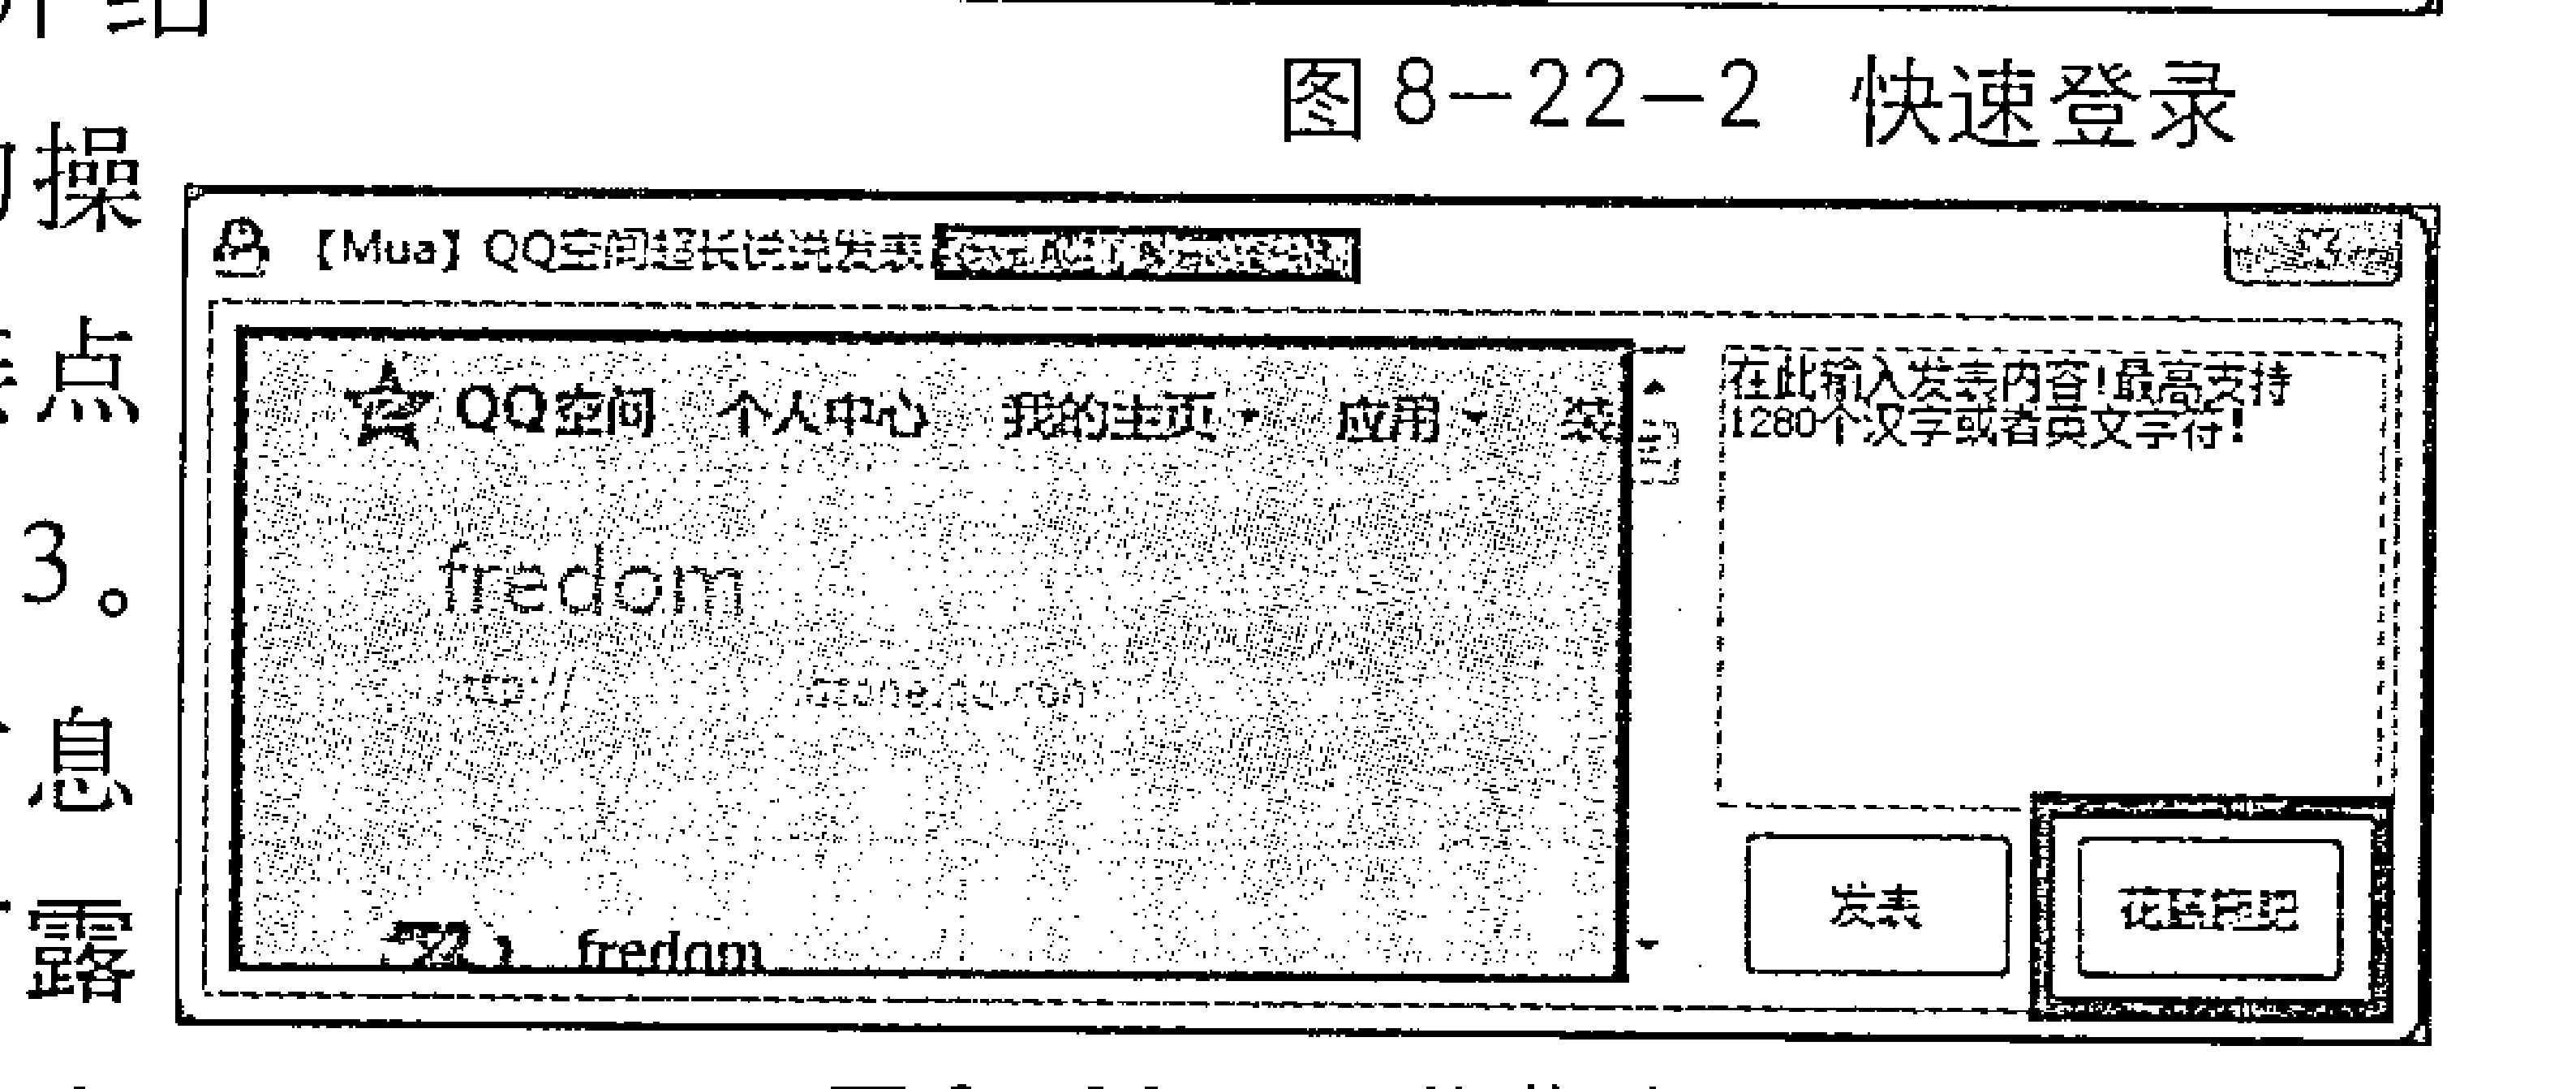 图 8-22-2 快速登录
操
点
3。
息
露
【Mua】QQ空间超长说说发表
QQ空间 个人中心 我的主页 应用 装
fredom
fredom
在此输入发表内容!最高支持
1280个汉字或者英文字符!
发表